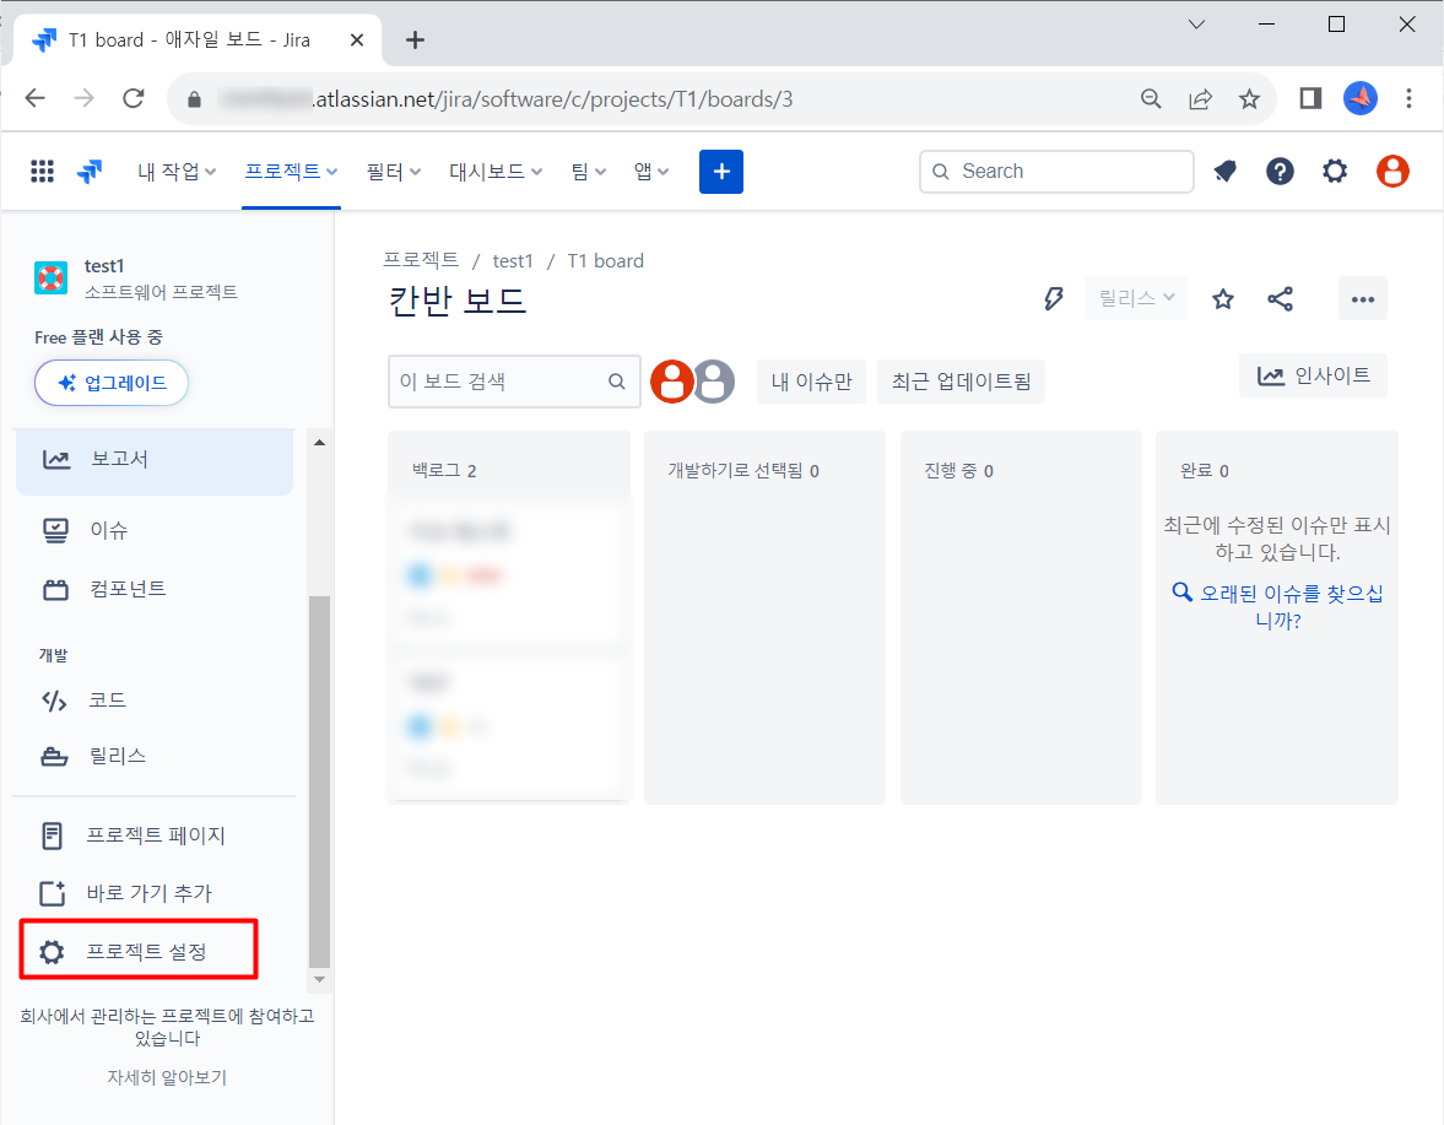 T1 board - 애자일 보드 - Jira
.atlassian.net/jira/software/c/projects/T1/boards/3
내 작업 프로젝트 필터 대시보드 팀 앱 + Search
test1
소프트웨어 프로젝트
Free 플랜 사용 중
업그레이드
보고서
이슈
컴포넌트
개발
코드
릴리스
프로젝트 페이지
바로 가기 추가
프로젝트 설정
회사에서 관리하는 프로젝트에 참여하고
있습니다
자세히 알아보기
프로젝트 / test1 / T1 board
칸반 보드
릴리스
이 보드 검색
내 이슈만
최근 업데이트됨
인사이트
백로그 2
개발하기로 선택됨 0
진행 중 0
완료 0
최근에 수정된 이슈만 표시
하고 있습니다.
오래된 이슈를 찾으십
니까?